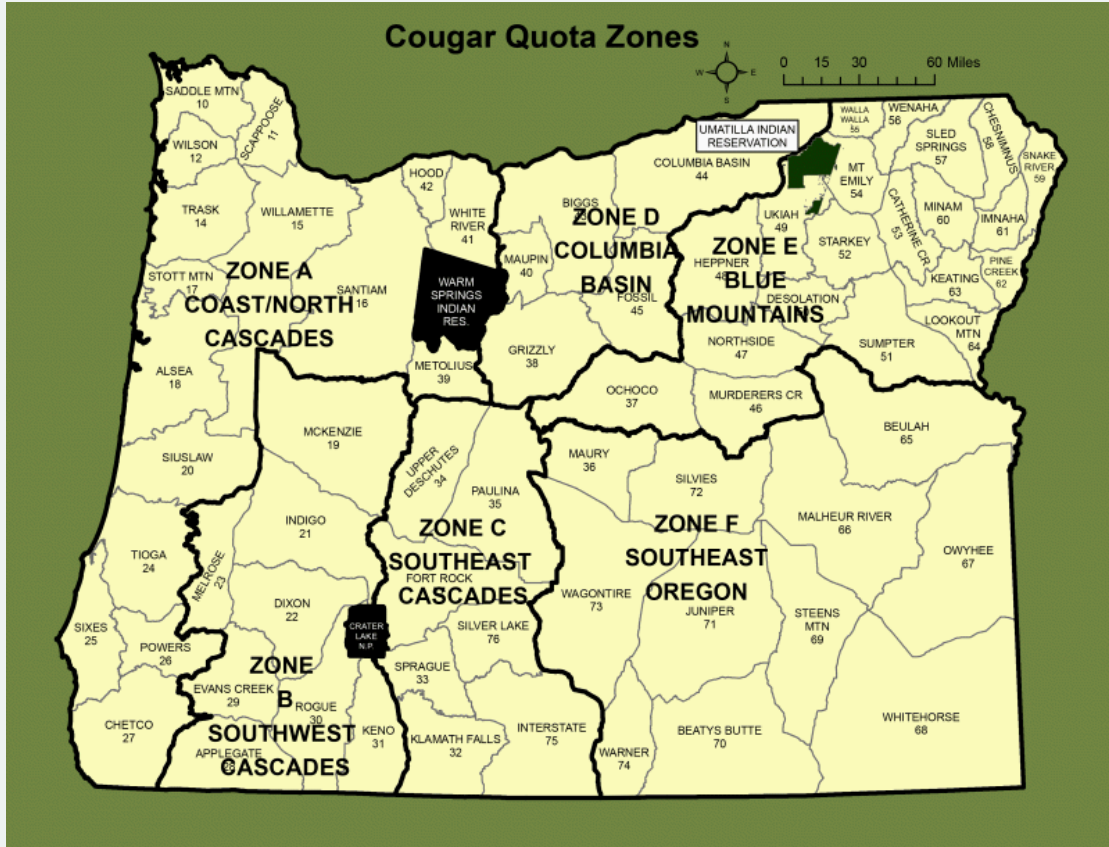 Cougar Quota Zones
N
W
E
S
0 15 30 60 Miles
SADDLE MTN
10
SCAPPOOSE
11
WILSON
12
TRASK
14
WILLAMETTE
15
STOTT MTN
17
SANTIAM
16
ZONE A
COAST/NORTH
CASCADES
ALSEA
18
SIUSLAW
20
HOOD
42
WHITE
RIVER
41
WARM
SPRINGS
INDIAN
RES.
METOLIUS
39
BIGGS
MAUPIN
40
COLUMBIA BASIN
44
ZONE D
COLUMBIA
BASIN
FOSSIL
45
GRIZZLY
38
UMATILLA INDIAN
RESERVATION
WALLA
WALLA
55
WENAHA
56
SLED
SPRINGS
57
CHESNIMNUS
58
SNAKE
RIVER
59
MT
EMILY
54
MINAM
60
IMNAHA
61
CATHERINE CR
53
UKIAH
49
STARKEY
52
HEPPNER
48
ZONE E
BLUE
MOUNTAINS
DESOLATION
PINE
CREEK
62
KEATING
63
LOOKOUT
MTN
64
NORTHSIDE
47
SUMPTER
51
OCHOCO
37
MURDERERS CR
46
MCKENZIE
19
INDIGO
21
TIOGA
24
MELROSE
23
DIXON
22
SIXES
25
POWERS
26
CHETCO
27
CRATER
LAKE
N.P.
EVANS CREEK
29
ROGUE
30
KENO
31
APPLEGATE
ZONE
B
SOUTHWEST
CASCADES
UPPER
DESCHUTES
34
PAULINA
35
ZONE C
SOUTHEAST
CASCADES
FORT ROCK
SILVER LAKE
76
SPRAGUE
33
KLAMATH FALLS
32
INTERSTATE
75
MAURY
36
SILVIES
72
BEULAH
65
MALHEUR RIVER
66
OWYHEE
67
ZONE F
SOUTHEAST
OREGON
WAGONTIRE
73
JUNIPER
71
STEENS
MTN
69
WHITEHORSE
68
BEATYS BUTTE
70
WARNER
74